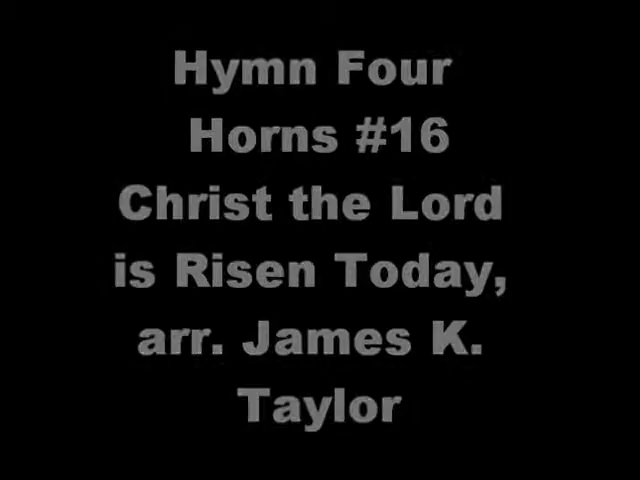 Hymn Four
Horns #16
Christ the Lord
is Risen Today,
arr. James K.
Taylor